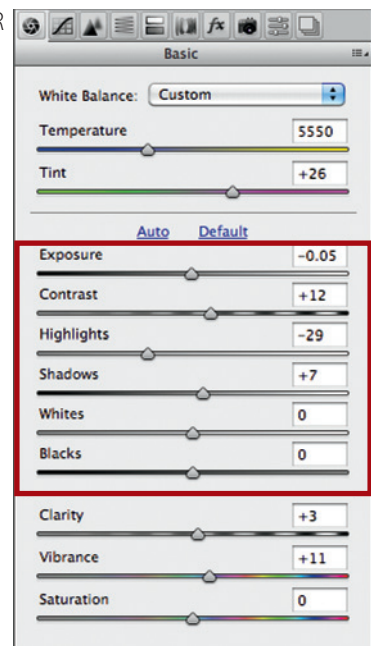 R
fx
Basic
White Balance: Custom
Temperature 5550
Tint +26
Auto Default
Exposure -0.05
Contrast +12
Highlights -29
Shadows +7
Whites 0
Blacks 0
Clarity +3
Vibrance +11
Saturation 0